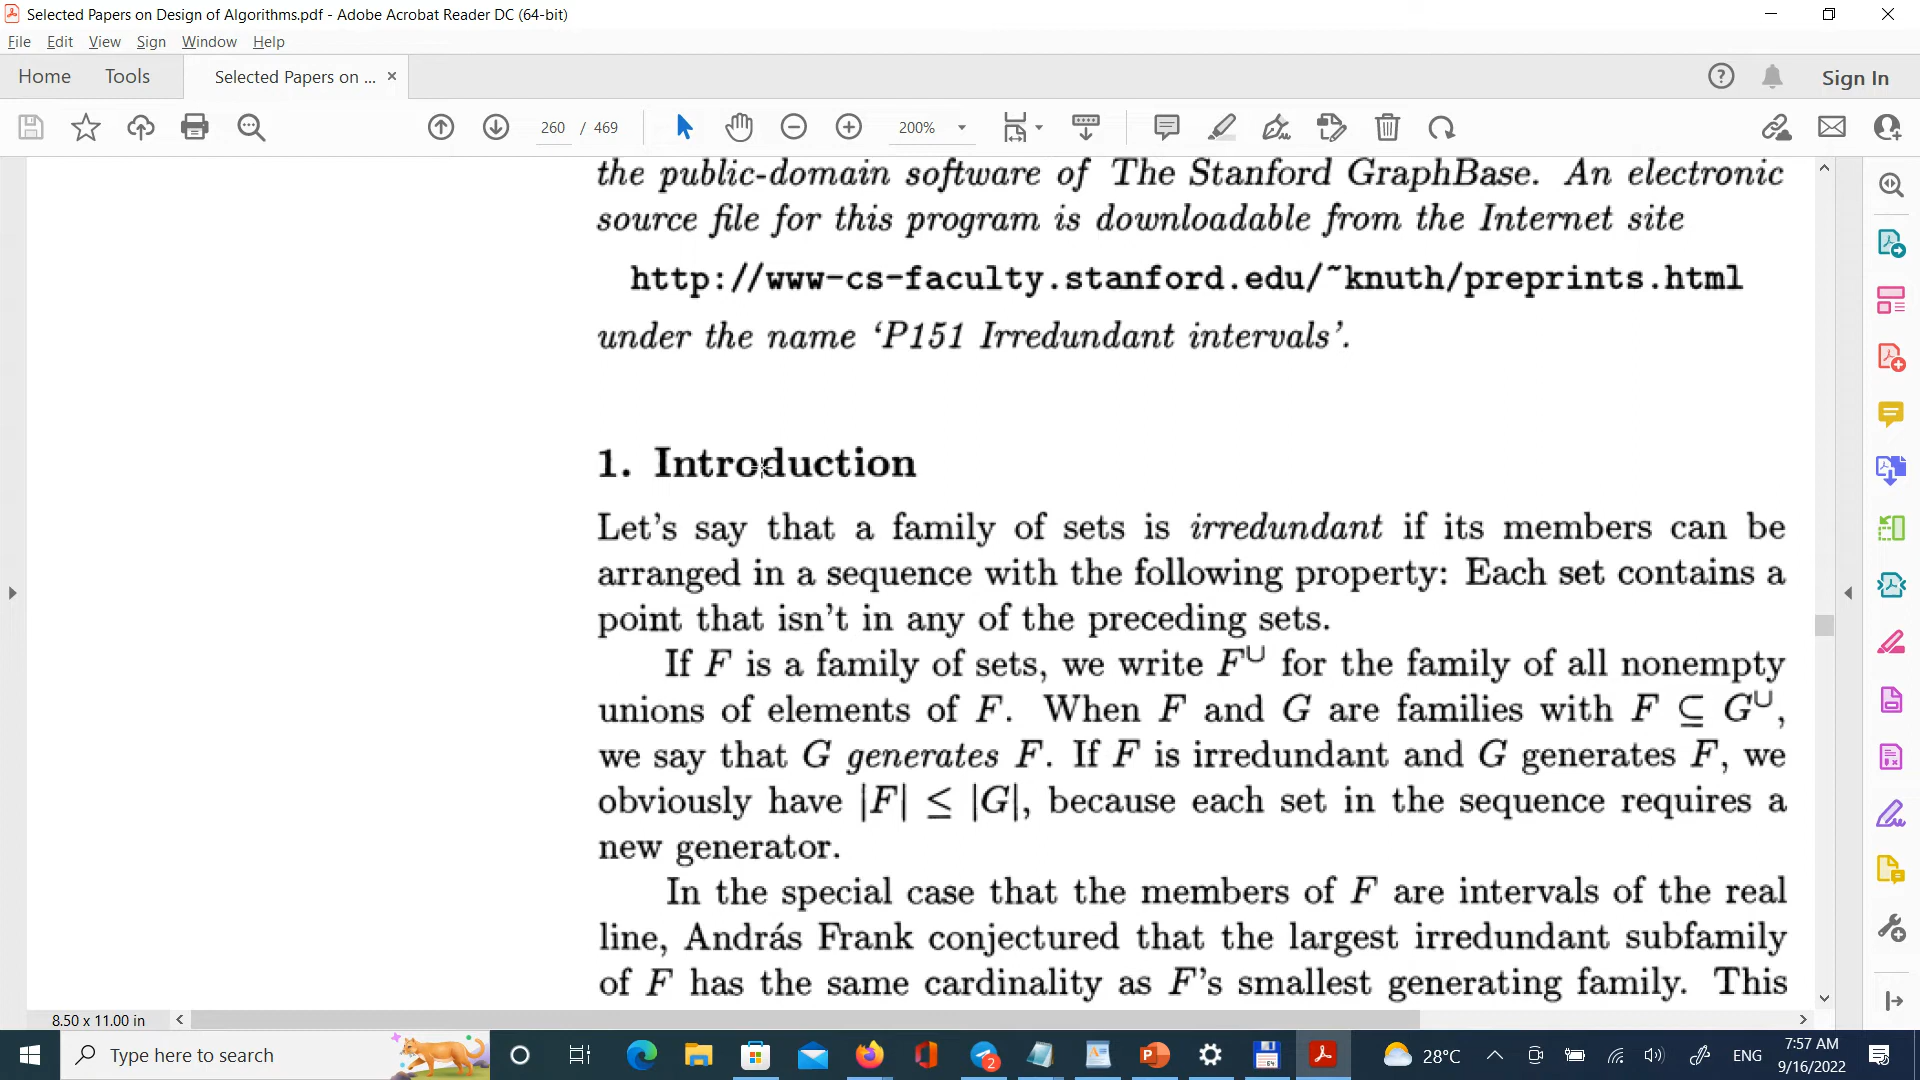 Selected Papers on Design of Algorithms.pdf - Adobe Acrobat Reader DC (64-bit)
File Edit View Sign Window Help
Home Tools Selected Papers on ... × Sign In
260 / 469 200%
the public-domain software of The Stanford GraphBase. An electronic
source file for this program is downloadable from the Internet site
http://www-cs-faculty.stanford.edu/~knuth/preprints.html
under the name ‘P151 Irredundant intervals’.
1. Introduction
Let’s say that a family of sets is irredundant if its members can be
arranged in a sequence with the following property: Each set contains a
point that isn’t in any of the preceding sets.
If F is a family of sets, we write F∪ for the family of all nonempty
unions of elements of F. When F and G are families with F ⊆ G∪,
we say that G generates F. If F is irredundant and G generates F, we
obviously have |F| ≤ |G|, because each set in the sequence requires a
new generator.
In the special case that the members of F are intervals of the real
line, András Frank conjectured that the largest irredundant subfamily
of F has the same cardinality as F’s smallest generating family. This
8.50 x 11.00 in
Type here to search
2
64
28°C
ENG
7:57 AM
9/16/2022